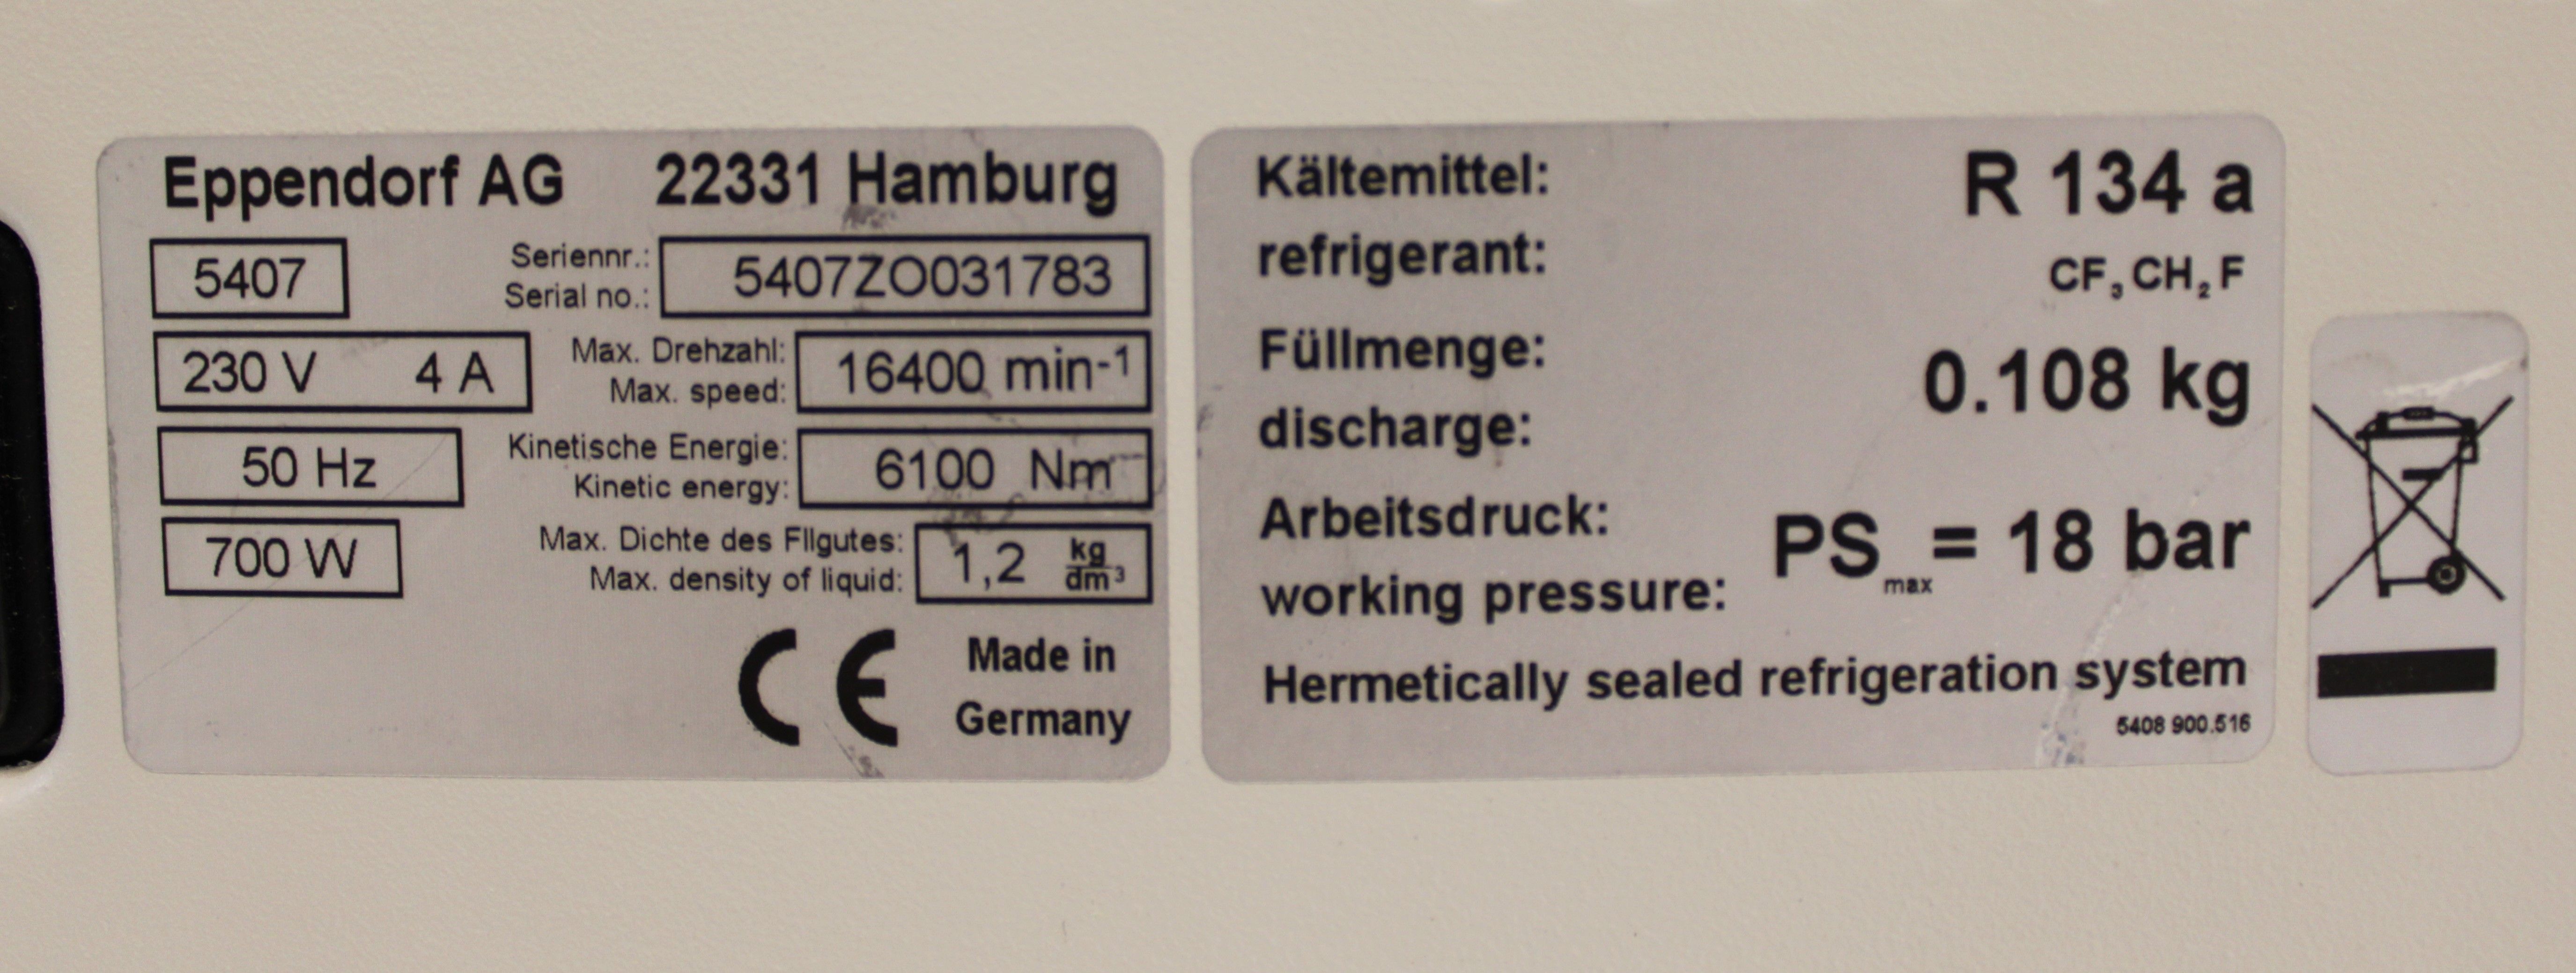 Eppendorf AG 22331 Hamburg
5407 Seriennr.: 5407ZO031783
Serial no.:
230 V 4 A Max. Drehzahl: 16400 min-1
Max. speed:
50 Hz Kinetische Energie: 6100 Nm
Kinetic energy:
700 W Max. Dichte des Fllgutes: 1,2 kg/dm³
Max. density of liquid:
CE Made in
Germany
Kältemittel: R 134 a
refrigerant: CF₃CH₂F
Füllmenge: 0.108 kg
discharge:
Arbeitsdruck: PSmax = 18 bar
working pressure:
Hermetically sealed refrigeration system
5408 900.516